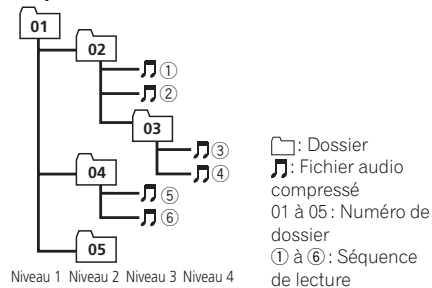 01
02
①
②
03
③
④
04
⑤
⑥
05
Niveau 1 Niveau 2 Niveau 3 Niveau 4
: Dossier
: Fichier audio
compressé
01 à 05 : Numéro de
dossier
① à ⑥ : Séquence
de lecture